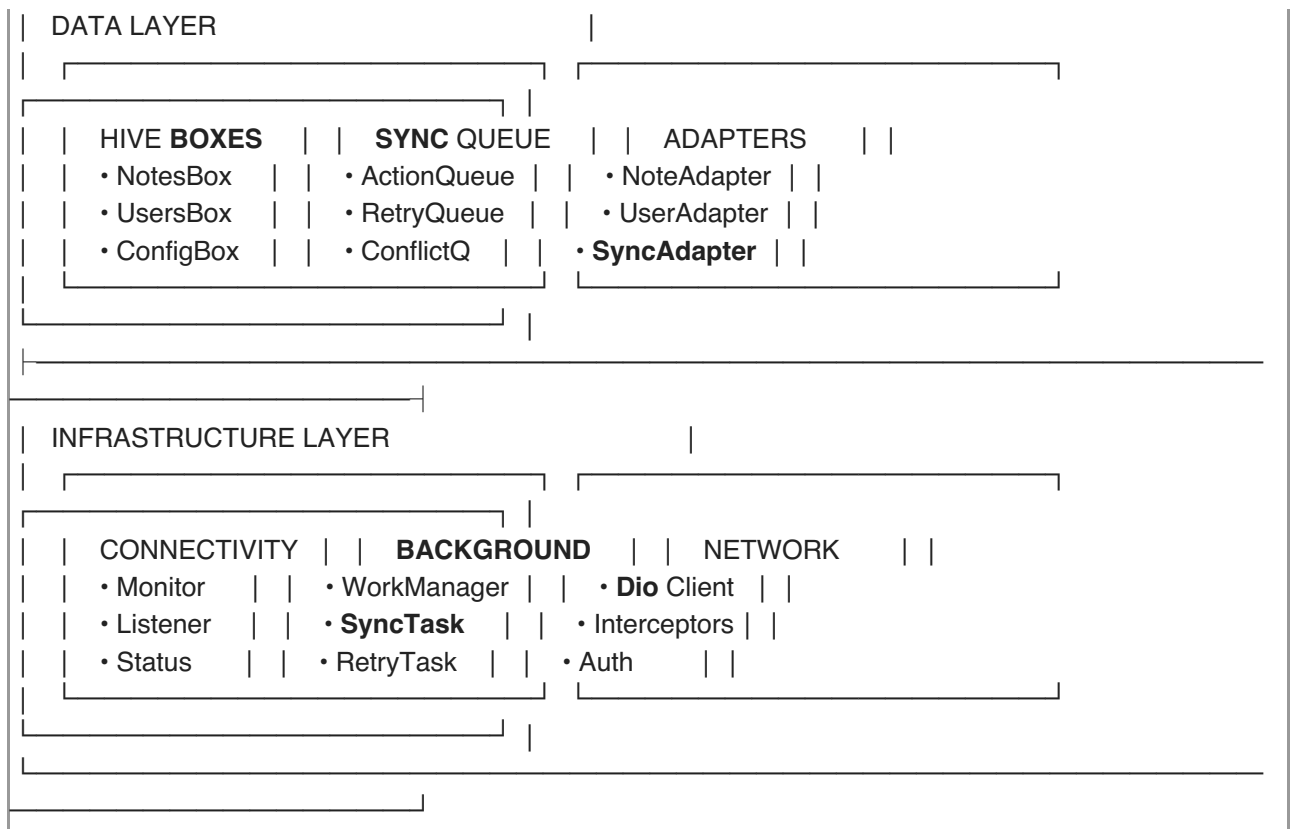 DATA LAYER
HIVE BOXES | | SYNC QUEUE | | ADAPTERS | |
| | • NotesBox | | • ActionQueue | | • NoteAdapter | |
| | • UsersBox | | • RetryQueue | | • UserAdapter | |
| | • ConfigBox | | • ConflictQ | | • SyncAdapter | |
INFRASTRUCTURE LAYER
| | CONNECTIVITY | | BACKGROUND | | NETWORK | |
| | • Monitor | | • WorkManager | | • Dio Client | |
| | • Listener | | • SyncTask | | • Interceptors | |
| | • Status | | • RetryTask | | • Auth | |